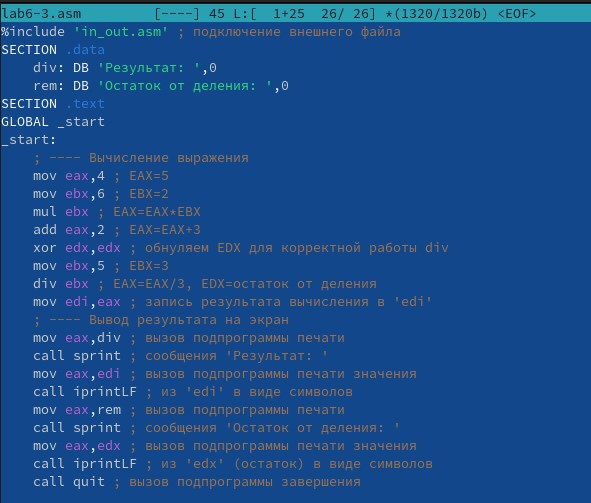 lab6-3.asm         [----] 45 L:[  1+25  26/ 26] *(1320/1320b) <EOF>
%include 'in_out.asm' ; подключение внешнего файла
SECTION .data
    div: DB 'Результат: ',0
    rem: DB 'Остаток от деления: ',0
SECTION .text
GLOBAL _start
_start:
    ; ---- Вычисление выражения
    mov eax,4 ; EAX=5
    mov ebx,6 ; EBX=2
    mul ebx ; EAX=EAX*EBX
    add eax,2 ; EAX=EAX+3
    xor edx,edx ; обнуляем EDX для корректной работы div
    mov ebx,5 ; EBX=3
    div ebx ; EAX=EAX/3, EDX=остаток от деления
    mov edi,eax ; запись результата вычисления в 'edi'
    ; ---- Вывод результата на экран
    mov eax,div ; вызов подпрограммы печати
    call sprint ; сообщения 'Результат: '
    mov eax,edi ; вызов подпрограммы печати значения
    call iprintLF ; из 'edi' в виде символов
    mov eax,rem ; вызов подпрограммы печати
    call sprint ; сообщения 'Остаток от деления: '
    mov eax,edx ; вызов подпрограммы печати значения
    call iprintLF ; из 'edx' (остаток) в виде символов
    call quit ; вызов подпрограммы завершения